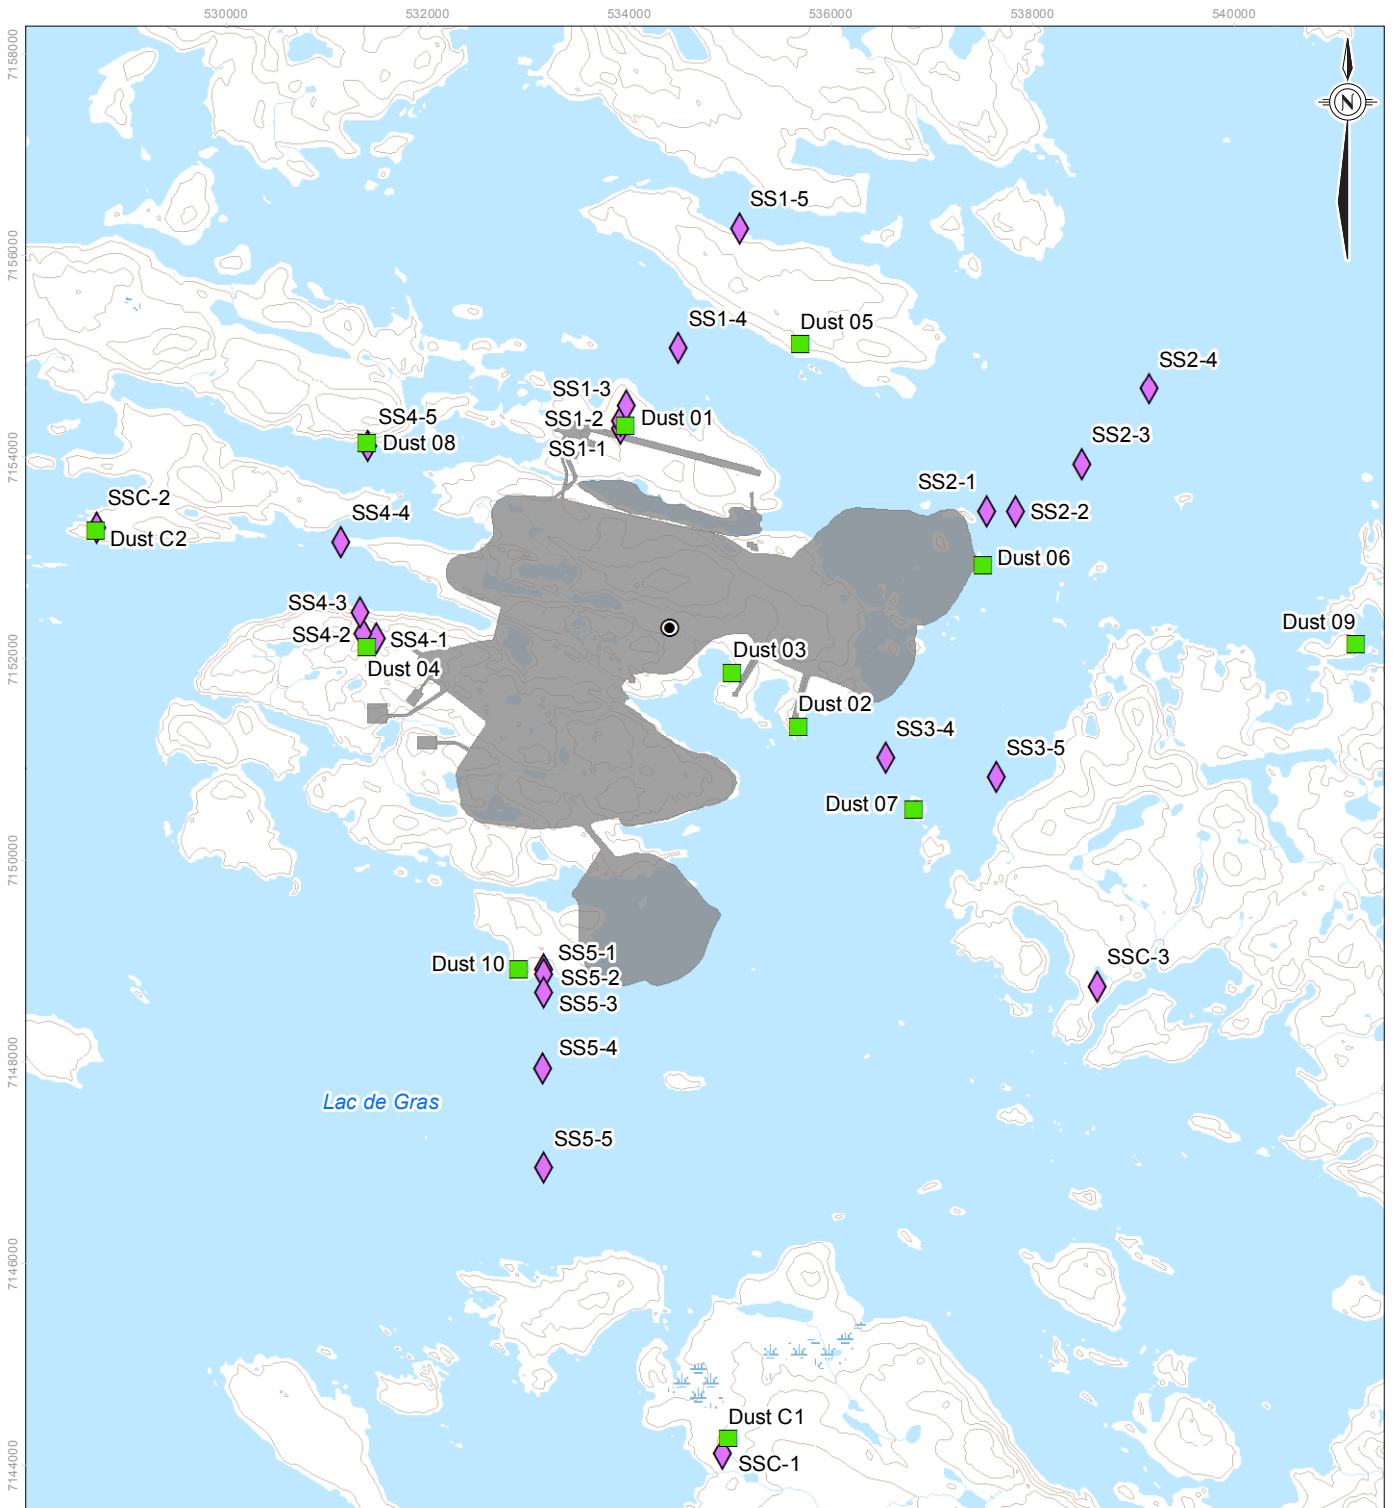 530000
532000
534000
536000
538000
540000
7158000
N
SS1-5
7156000
SS1-4
Dust 05
SS2-4
SS1-3
SS4-5
SS1-2
Dust 01
Dust 08
SS1-1
SS2-3
7154000
SS2-1
SSC-2
SS4-4
SS2-2
Dust C2
Dust 06
SS4-3
Dust 09
SS4-2
SS4-1
Dust 03
7152000
Dust 04
Dust 02
SS3-4
SS3-5
Dust 07
7150000
SS5-1
SSC-3
Dust 10
SS5-2
SS5-3
SS5-4
7148000
Lac de Gras
SS5-5
7146000
Dust C1
SSC-1
7144000